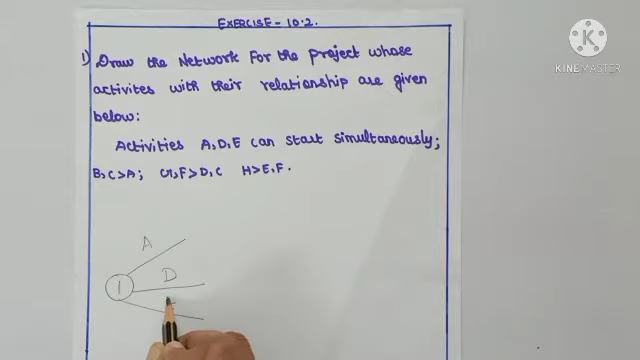 EXERCISE-10.2.
1) Draw the Network For the project whose
activites with their relationship are given
below:
Activities A,D,E can start simultaneously;
B,C>A; G,F>D,C H>E,F.
A
D
1
K
KINEMASTER